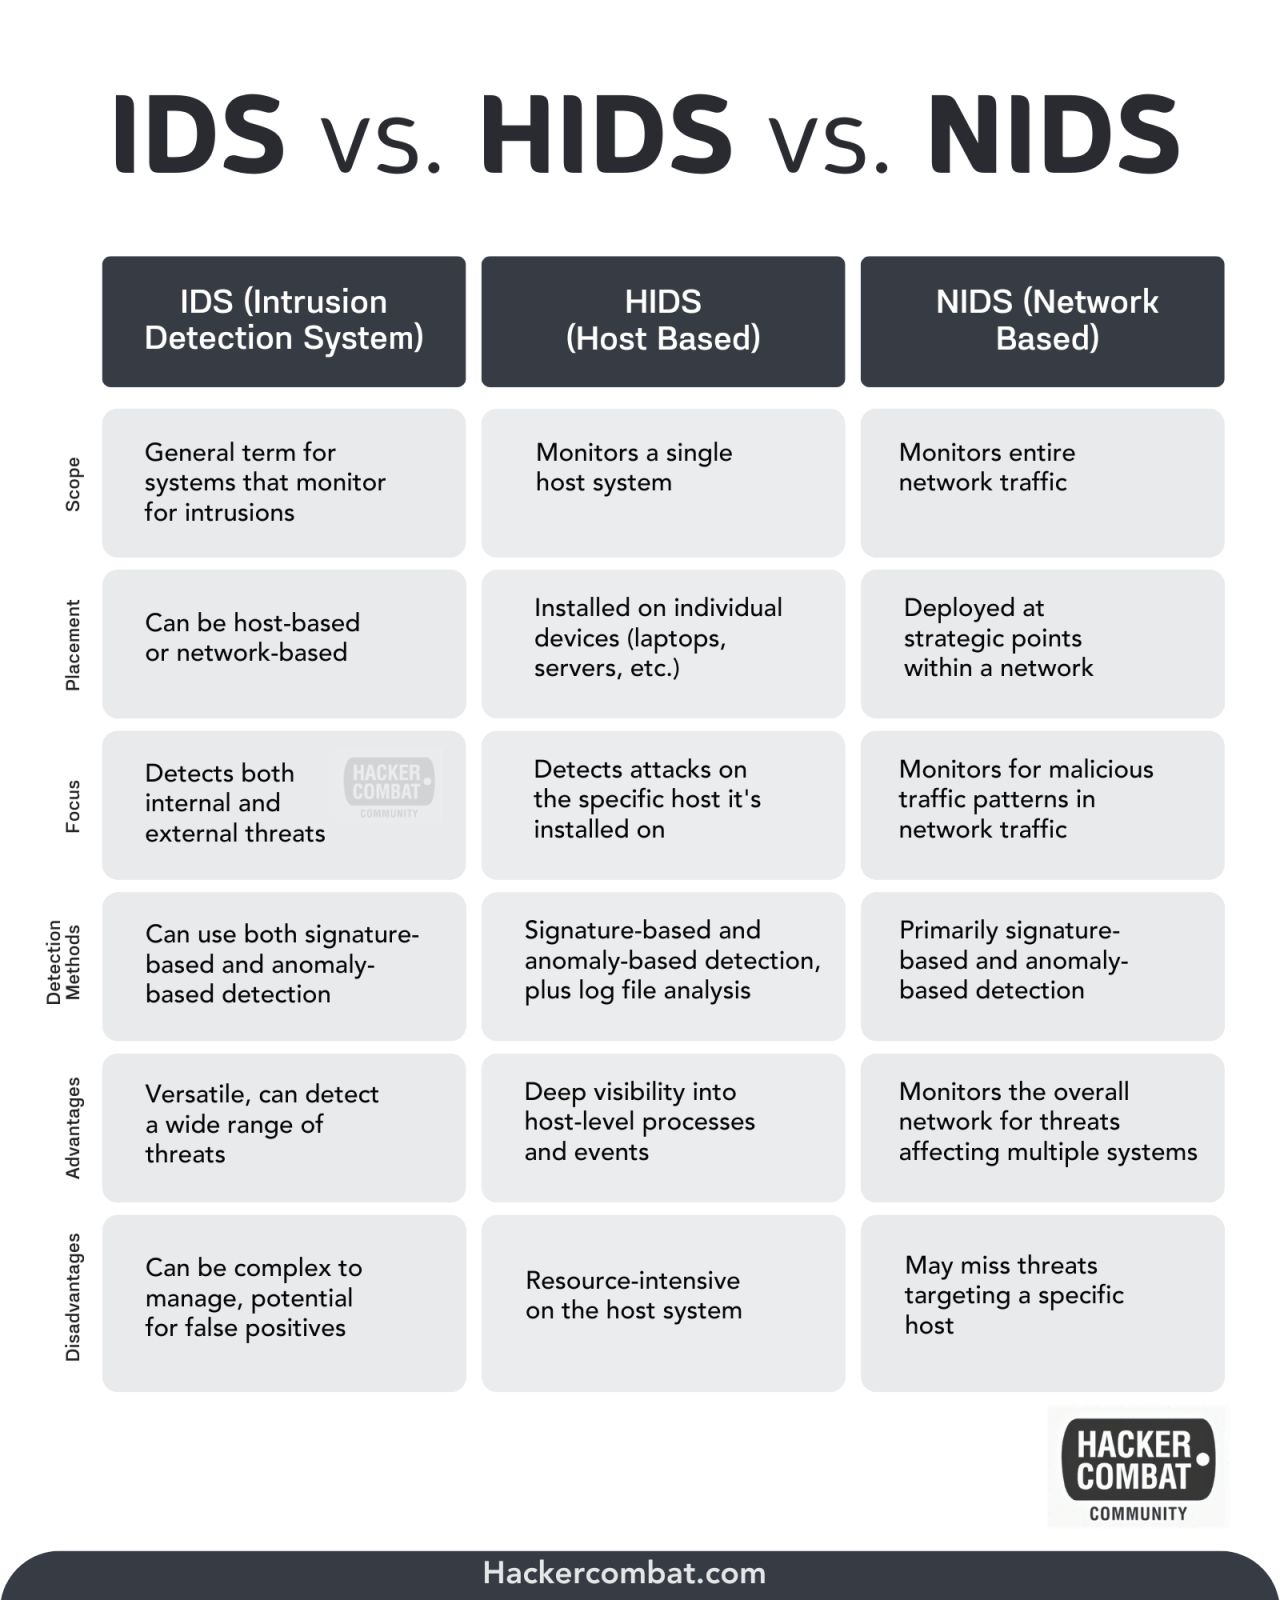 IDS vs. HIDS vs. NIDS
IDS (Intrusion
Detection System)
HIDS
(Host Based)
NIDS (Network
Based)
Scope
General term for
systems that monitor
for intrusions
Monitors a single
host system
Monitors entire
network traffic
Placement
Can be host-based
or network-based
Installed on individual
devices (laptops,
servers, etc.)
Deployed at
strategic points
within a network
Focus
Detects both
internal and
external threats
HACKER
COMBAT
COMMUNITY
Detects attacks on
the specific host it's
installed on
Monitors for malicious
traffic patterns in
network traffic
Detection
Methods
Can use both signature-
based and anomaly-
based detection
Signature-based and
anomaly-based detection,
plus log file analysis
Primarily signature-
based and anomaly-
based detection
Advantages
Versatile, can detect
a wide range of
threats
Deep visibility into
host-level processes
and events
Monitors the overall
network for threats
affecting multiple systems
Disadvantages
Can be complex to
manage, potential
for false positives
Resource-intensive
on the host system
May miss threats
targeting a specific
host
HACKER
COMBAT
COMMUNITY
Hackercombat.com